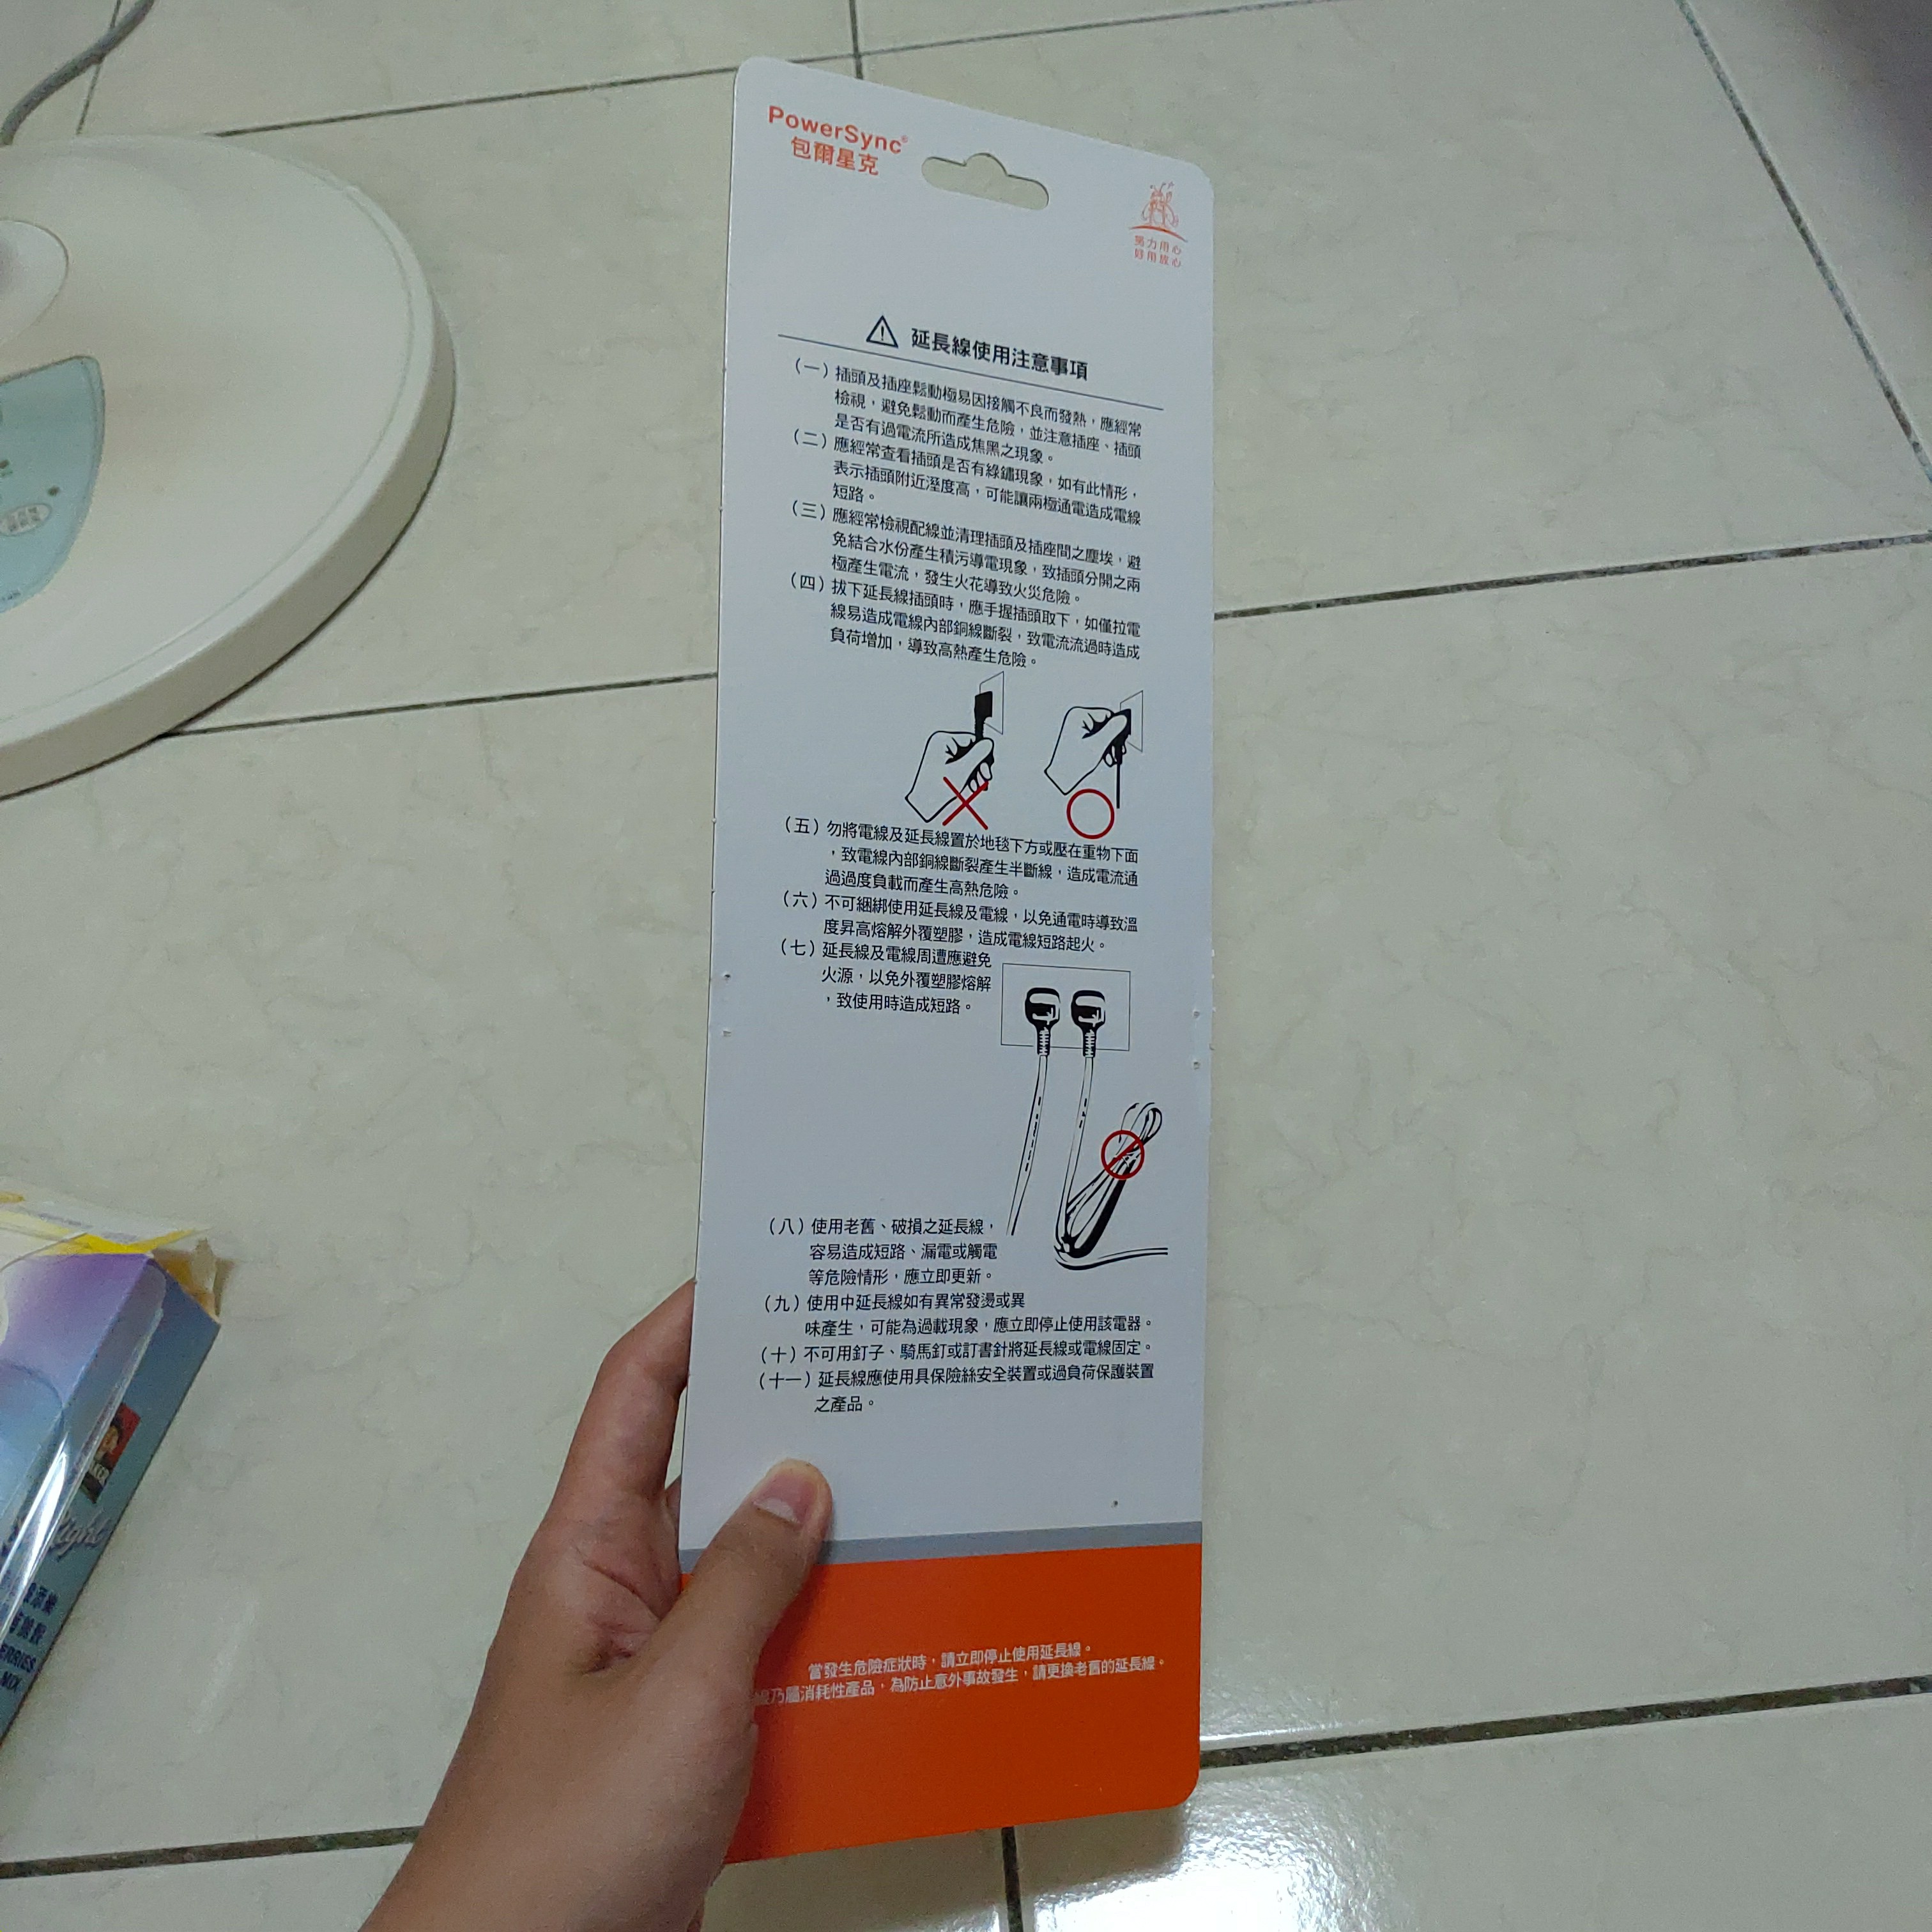 PowerSync
包爾星克
努力用心
好用放心
延長線使用注意事項
(一)插頭及插座鬆動極易因接觸不良而發熱，應經常
檢視，避免鬆動而產生危險，並注意插座、插頭
是否有過電流所造成焦黑之現象。
(二)應經常查看插頭是否有綠鏽現象，如有此情形，
表示插頭附近溼度高，可能讓兩極通電造成電線
短路。
(三)應經常檢視配線並清理插頭及插座間之塵埃，避
免結合水份產生積污導電現象，致插頭分開之兩
極產生電流，發生火花導致火災危險。
(四)拔下延長線插頭時，應手握插頭取下，如僅拉電
線易造成電線內部銅線斷裂，致電流流過時造成
負荷增加，導致高熱產生危險。
(五)勿將電線及延長線置於地毯下方或壓在重物下面
，致電線內部銅線斷裂產生半斷線，造成電流通
過過度負載而產生高熱危險。
(六)不可綑綁使用延長線及電線，以免通電時導致溫
度昇高熔解外覆塑膠，造成電線短路起火。
(七)延長線及電線周遭應避免
火源，以免外覆塑膠熔解
，致使用時造成短路。
(八)使用老舊、破損之延長線，
容易造成短路、漏電或觸電
等危險情形，應立即更新。
(九)使用中延長線如有異常發燙或異
味產生，可能為過載現象，應立即停止使用該電器。
(十)不可用釘子、騎馬釘或訂書針將延長線或電線固定。
(十一)延長線應使用具保險絲安全裝置或過負荷保護裝置
之產品。
當發生危險症狀時，請立即停止使用延長線。
線乃屬消耗性產品，為防止意外事故發生，請更換老舊的延長線。